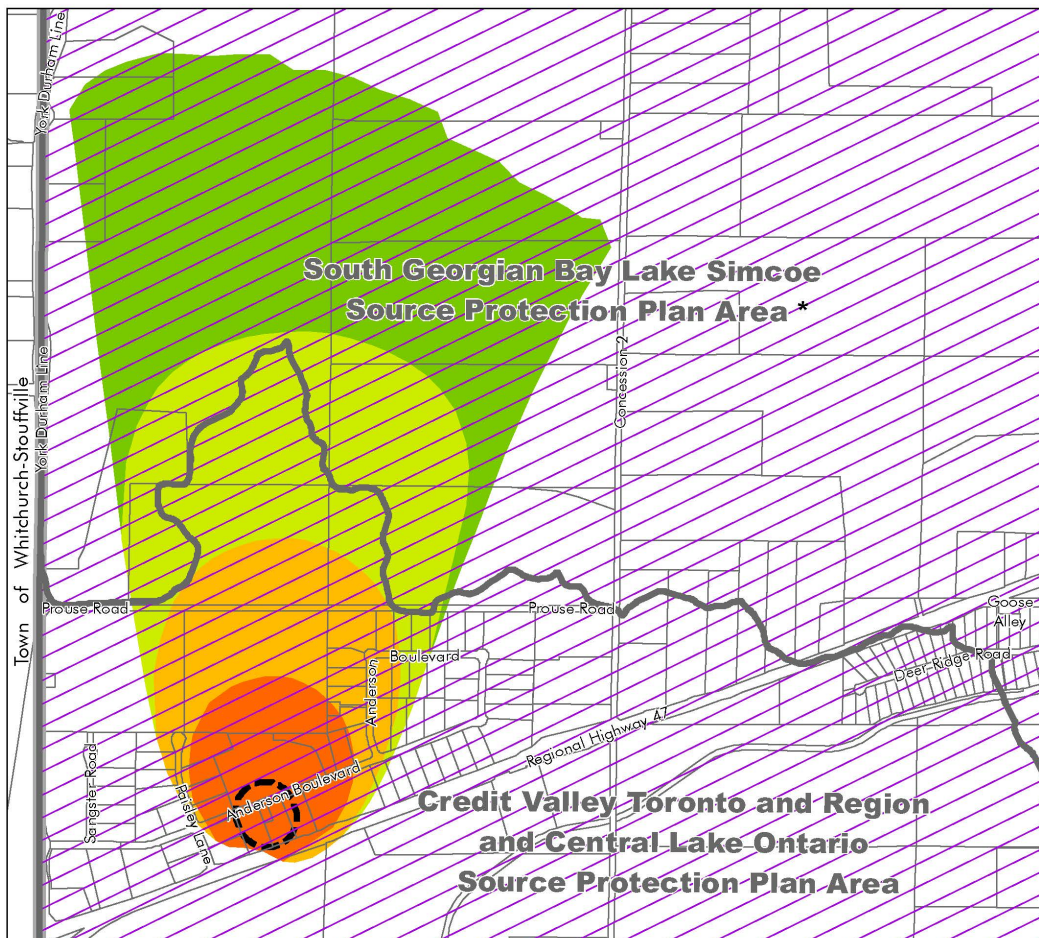 York Durham Line
South Georgian Bay Lake Simcoe
Source Protection Plan Area *
Concession 2
York Durham Line
Town of Whitchurch-Stouffville
Prouse Road
Prouse Road
Goose
Alley
Boulevard
Anderson
Deer Ridge Road
Regional Highway 47
Sangster Road
Paisley Lane
Anderson Boulevard
Credit Valley Toronto and Region
and Central Lake Ontario
Source Protection Plan Area